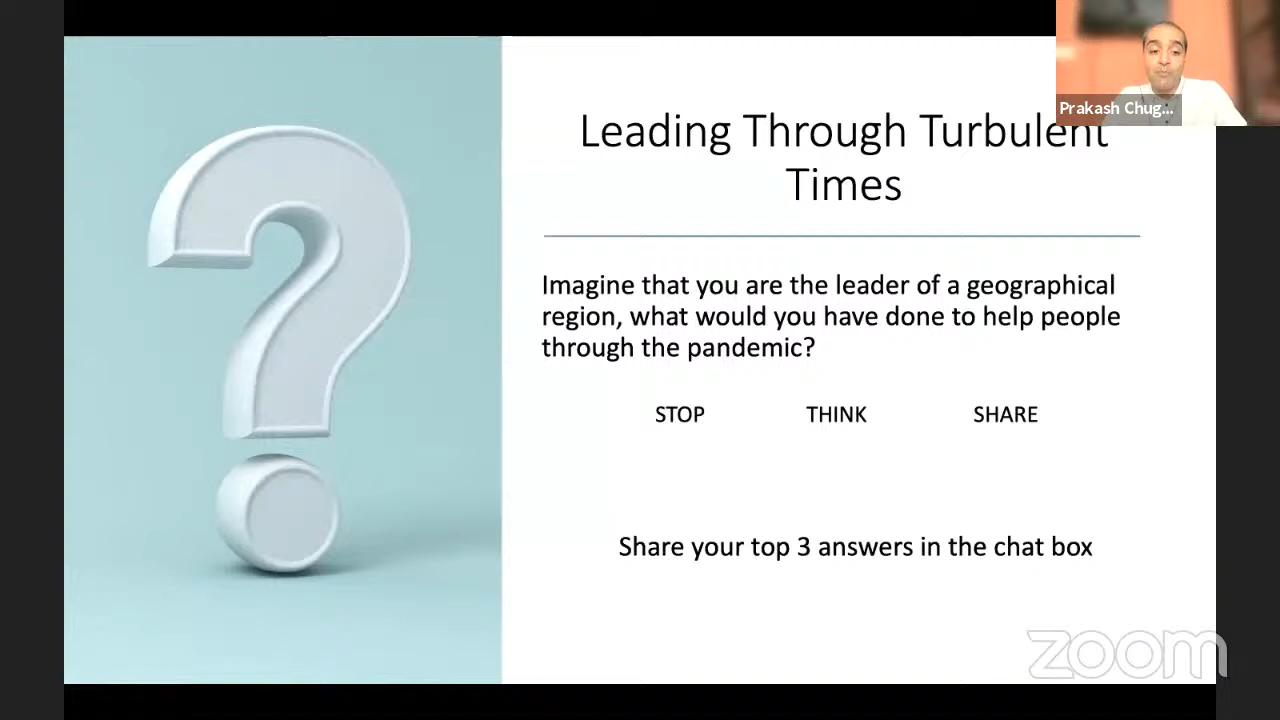 Prakash Chug...
Leading Through Turbulent
Times
Imagine that you are the leader of a geographical
region, what would you have done to help people
through the pandemic?
STOP THINK SHARE
Share your top 3 answers in the chat box
zoom